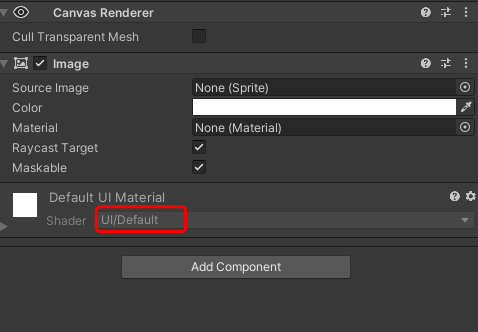 Canvas Renderer
Cull Transparent Mesh
Image
Source Image None (Sprite)
Color
Material None (Material)
Raycast Target
Maskable
Default UI Material
Shader UI/Default
Add Component